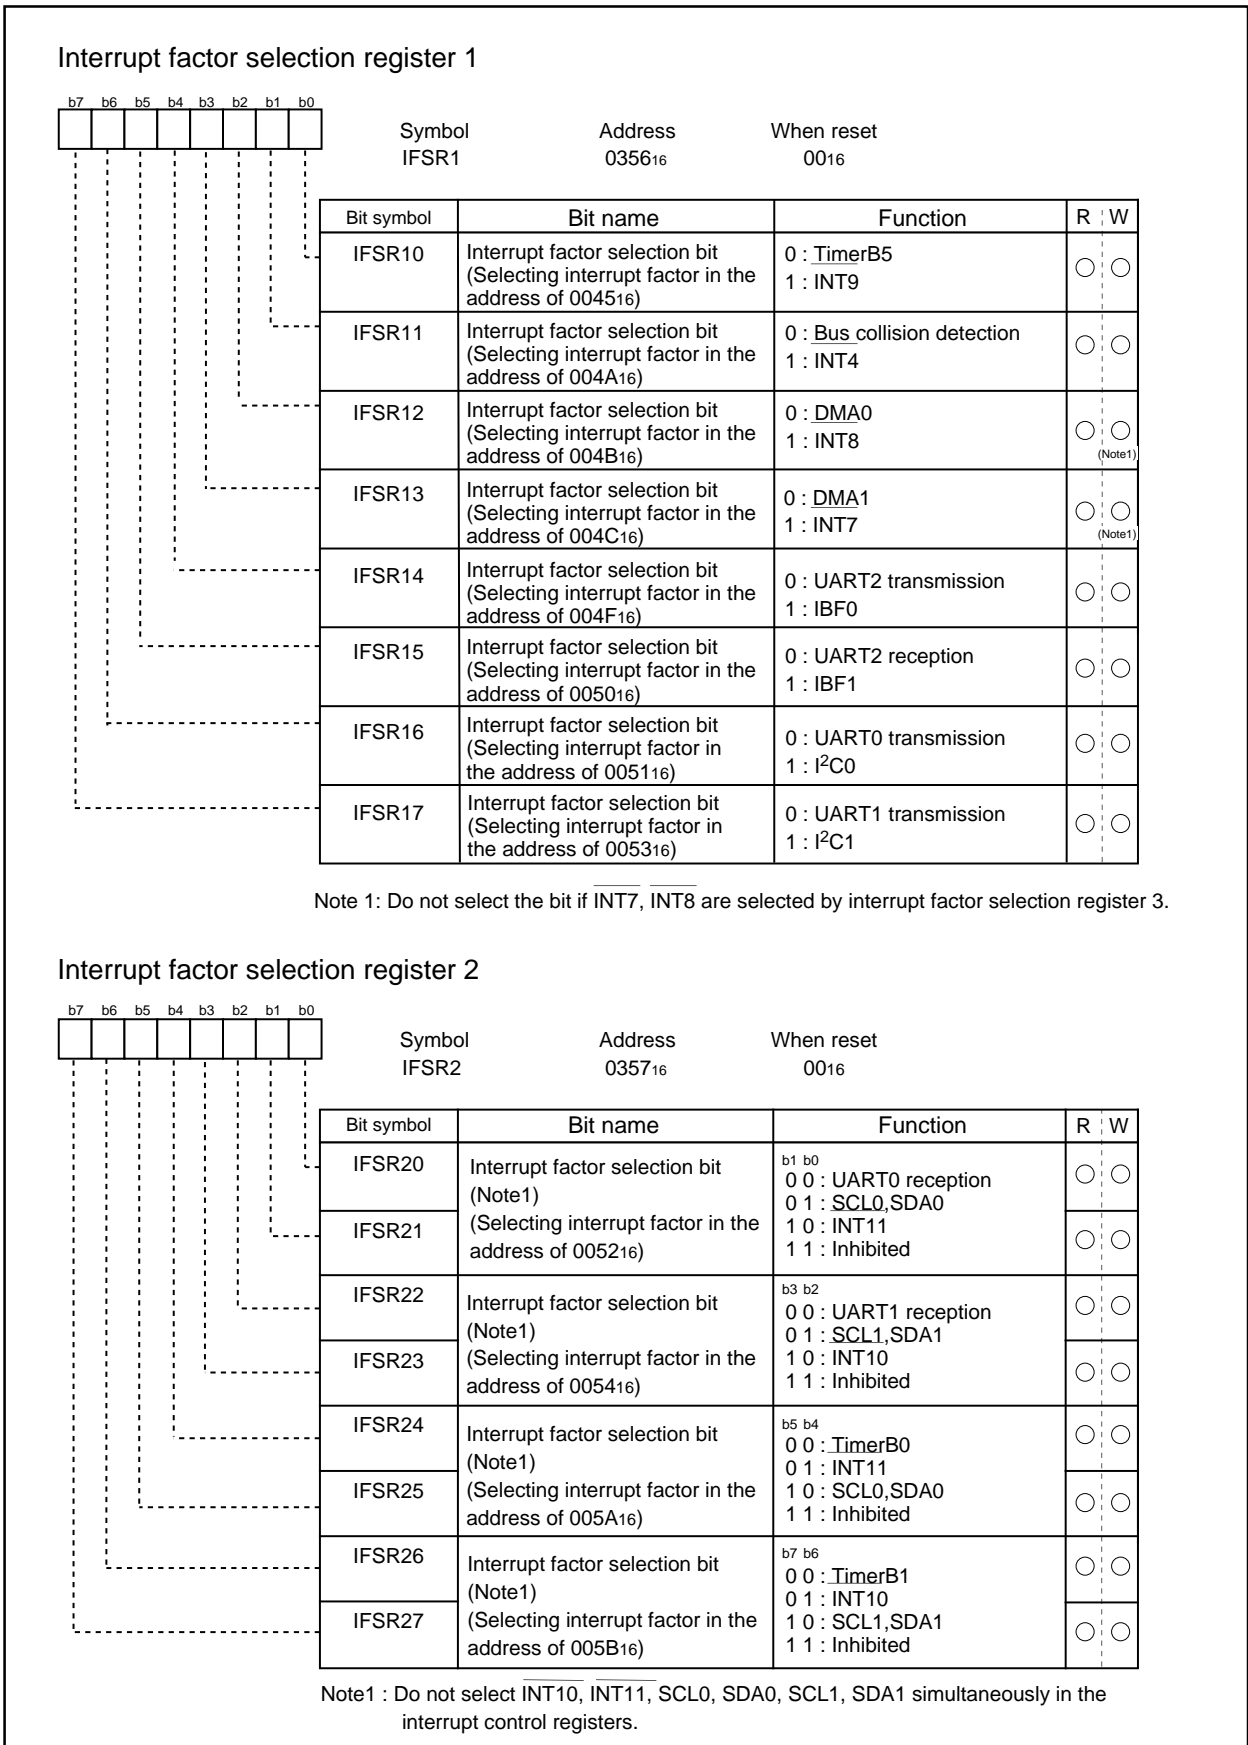 Interrupt factor selection register 1
b7 b6 b5 b4 b3 b2 b1 b0
Symbol Address When reset
IFSR1 035616 0016
Bit symbol Bit name Function R W
IFSR10 Interrupt factor selection bit
(Selecting interrupt factor in the
address of 004516)
0 : TimerB5
1 : INT9
IFSR11 Interrupt factor selection bit
(Selecting interrupt factor in the
address of 004A16)
0 : Bus collision detection
1 : INT4
IFSR12 Interrupt factor selection bit
(Selecting interrupt factor in the
address of 004B16)
0 : DMA0
1 : INT8
(Note1)
IFSR13 Interrupt factor selection bit
(Selecting interrupt factor in the
address of 004C16)
0 : DMA1
1 : INT7
(Note1)
IFSR14 Interrupt factor selection bit
(Selecting interrupt factor in the
address of 004F16)
0 : UART2 transmission
1 : IBF0
IFSR15 Interrupt factor selection bit
(Selecting interrupt factor in the
address of 005016)
0 : UART2 reception
1 : IBF1
IFSR16 Interrupt factor selection bit
(Selecting interrupt factor in
the address of 005116)
0 : UART0 transmission
1 : I2C0
IFSR17 Interrupt factor selection bit
(Selecting interrupt factor in
the address of 005316)
0 : UART1 transmission
1 : I2C1
Note 1: Do not select the bit if INT7, INT8 are selected by interrupt factor selection register 3.
Interrupt factor selection register 2
b7 b6 b5 b4 b3 b2 b1 b0
Symbol Address When reset
IFSR2 035716 0016
Bit symbol Bit name Function R W
IFSR20
IFSR21
Interrupt factor selection bit
(Note1)
(Selecting interrupt factor in the
address of 005216)
b1 b0
0 0 : UART0 reception
0 1 : SCL0,SDA0
1 0 : INT11
1 1 : Inhibited
IFSR22
IFSR23
Interrupt factor selection bit
(Note1)
(Selecting interrupt factor in the
address of 005416)
b3 b2
0 0 : UART1 reception
0 1 : SCL1,SDA1
1 0 : INT10
1 1 : Inhibited
IFSR24
IFSR25
Interrupt factor selection bit
(Note1)
(Selecting interrupt factor in the
address of 005A16)
b5 b4
0 0 : TimerB0
0 1 : INT11
1 0 : SCL0,SDA0
1 1 : Inhibited
IFSR26
IFSR27
Interrupt factor selection bit
(Note1)
(Selecting interrupt factor in the
address of 005B16)
b7 b6
0 0 : TimerB1
0 1 : INT10
1 0 : SCL1,SDA1
1 1 : Inhibited
Note1 : Do not select INT10, INT11, SCL0, SDA0, SCL1, SDA1 simultaneously in the
interrupt control registers.